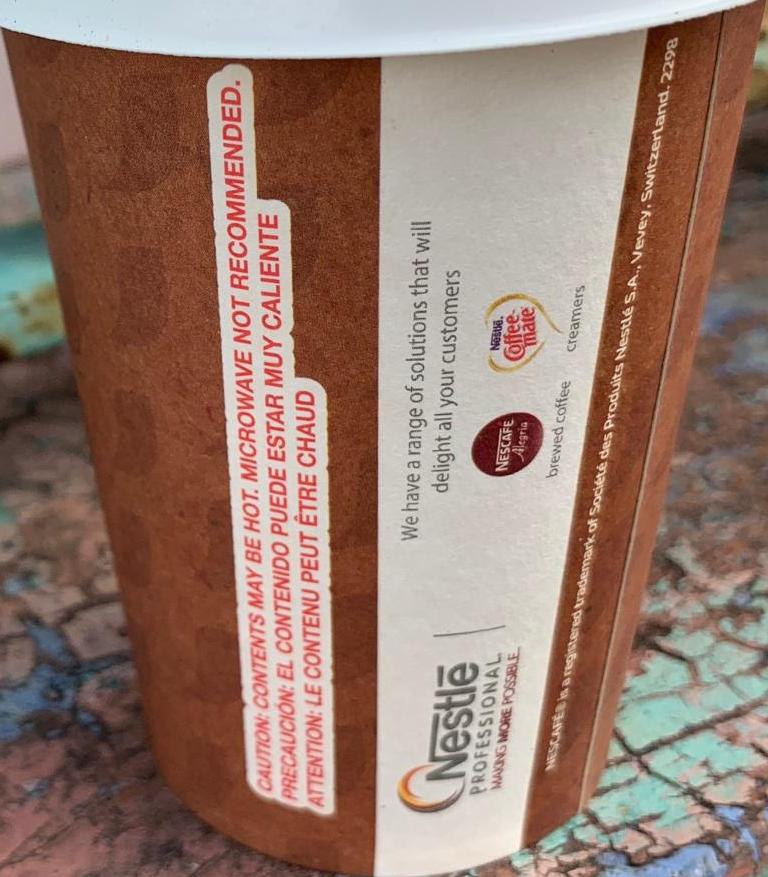 CAUTION: CONTENTS MAY BE HOT. MICROWAVE NOT RECOMMENDED.
PRECAUCIÓN: EL CONTENIDO PUEDE ESTAR MUY CALIENTE
ATTENTION: LE CONTENU PEUT ÊTRE CHAUD
We have a range of solutions that will
delight all your customers
Nestlé
PROFESSIONAL.
MAKING MORE POSSIBLE
NESCAFÉ
Alegria
brewed coffee
Nestlé
Coffee-
mate
creamers
NESCAFÉ® is a registered trademark of Société des Produits Nestlé S.A., Vevey, Switzerland. 2298